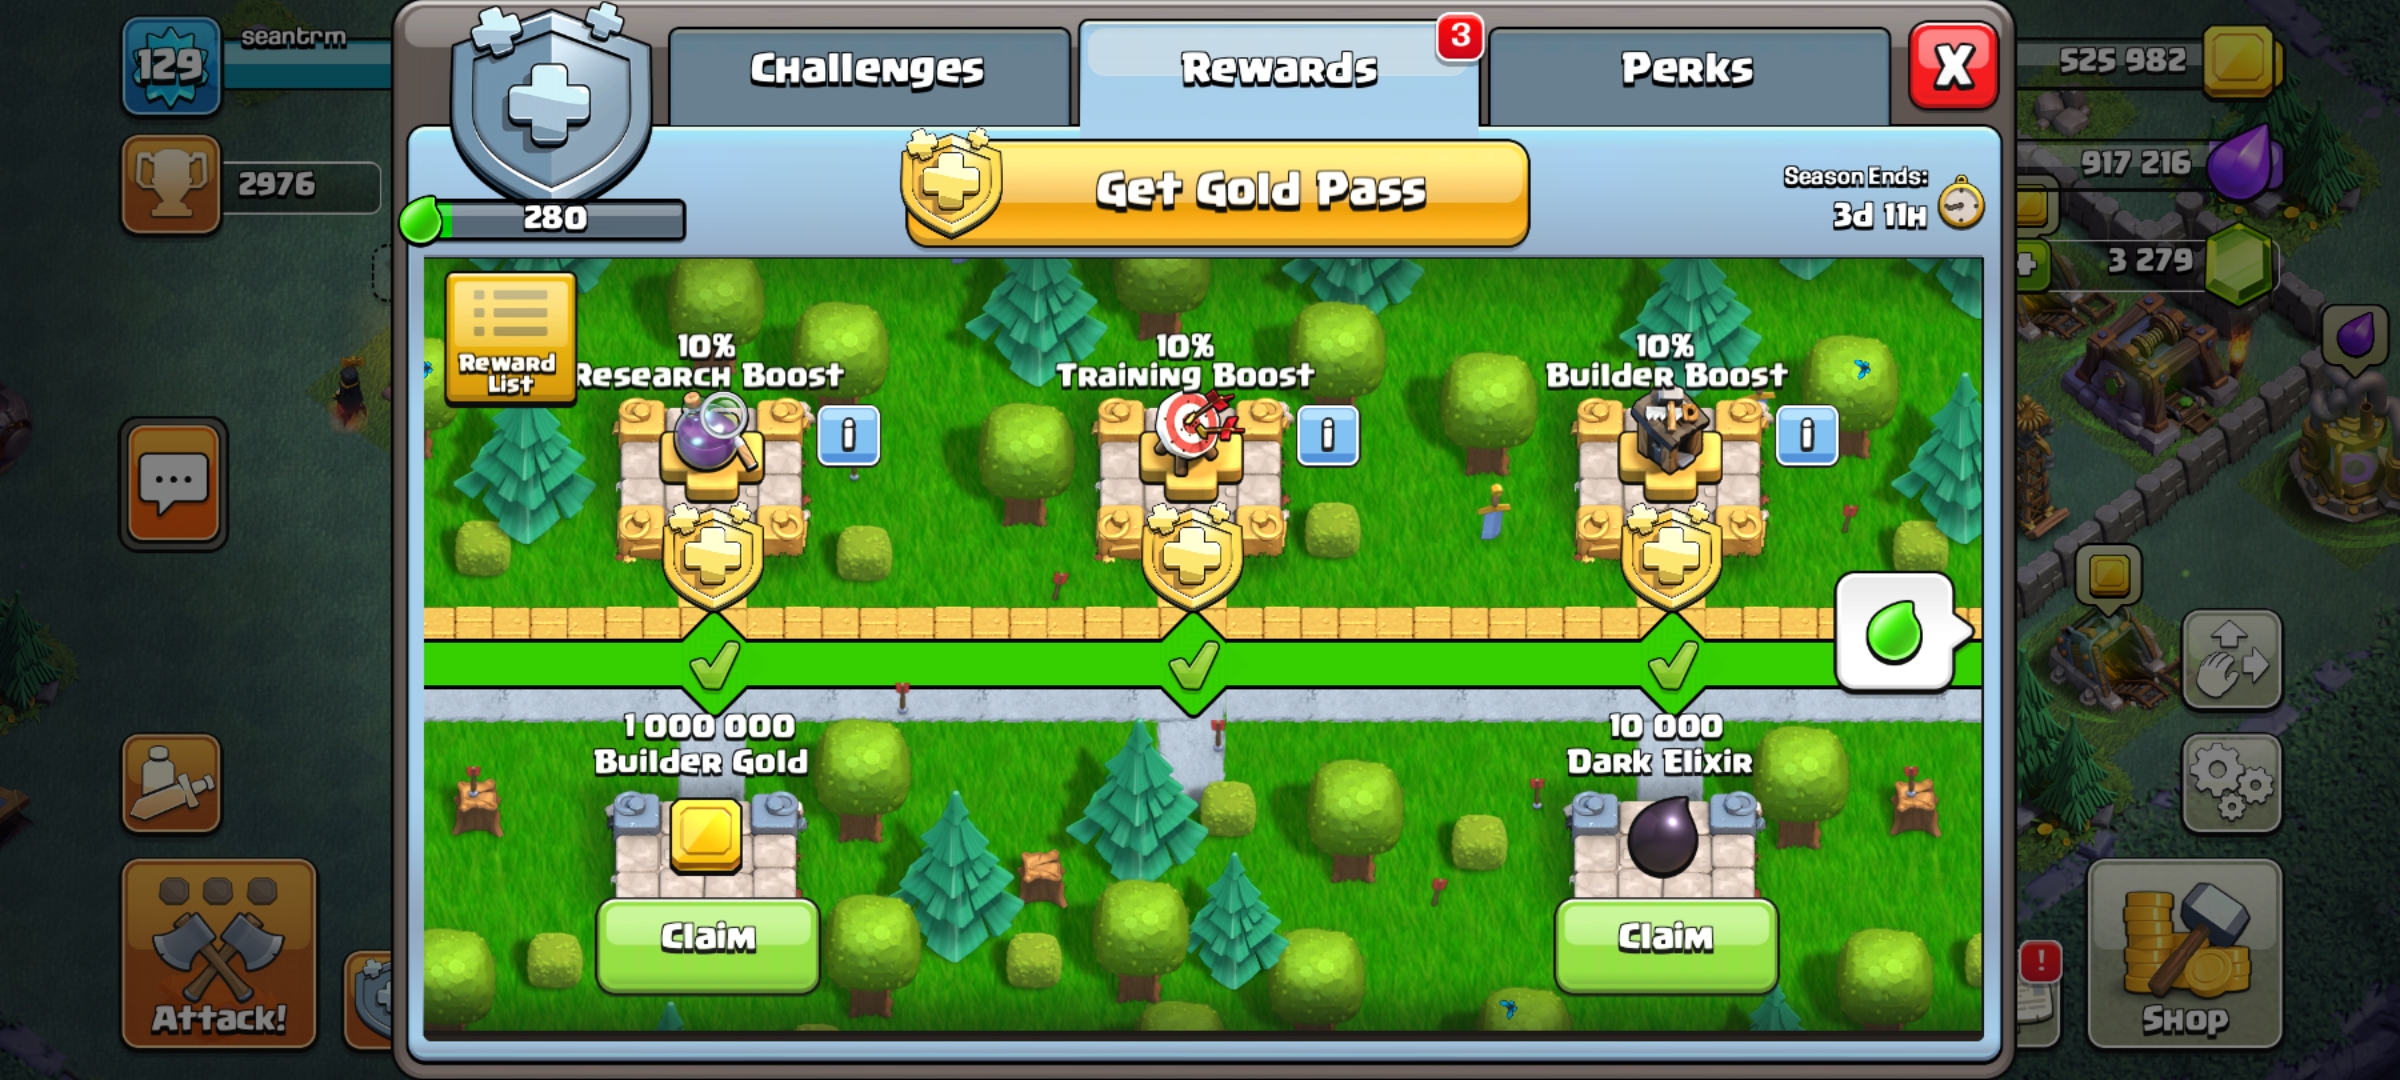 129
seantrm
Challenges
Rewards
3
Perks
X
525 982
2976
Get Gold Pass
Season Ends:
3d 11H
917 216
280
3 279
Reward
List
10%
Research Boost
10%
Training Boost
10%
Builder Boost
i
i
i
1 000 000
Builder Gold
10 000
Dark Elixir
Claim
Claim
!
Attack!
Shop